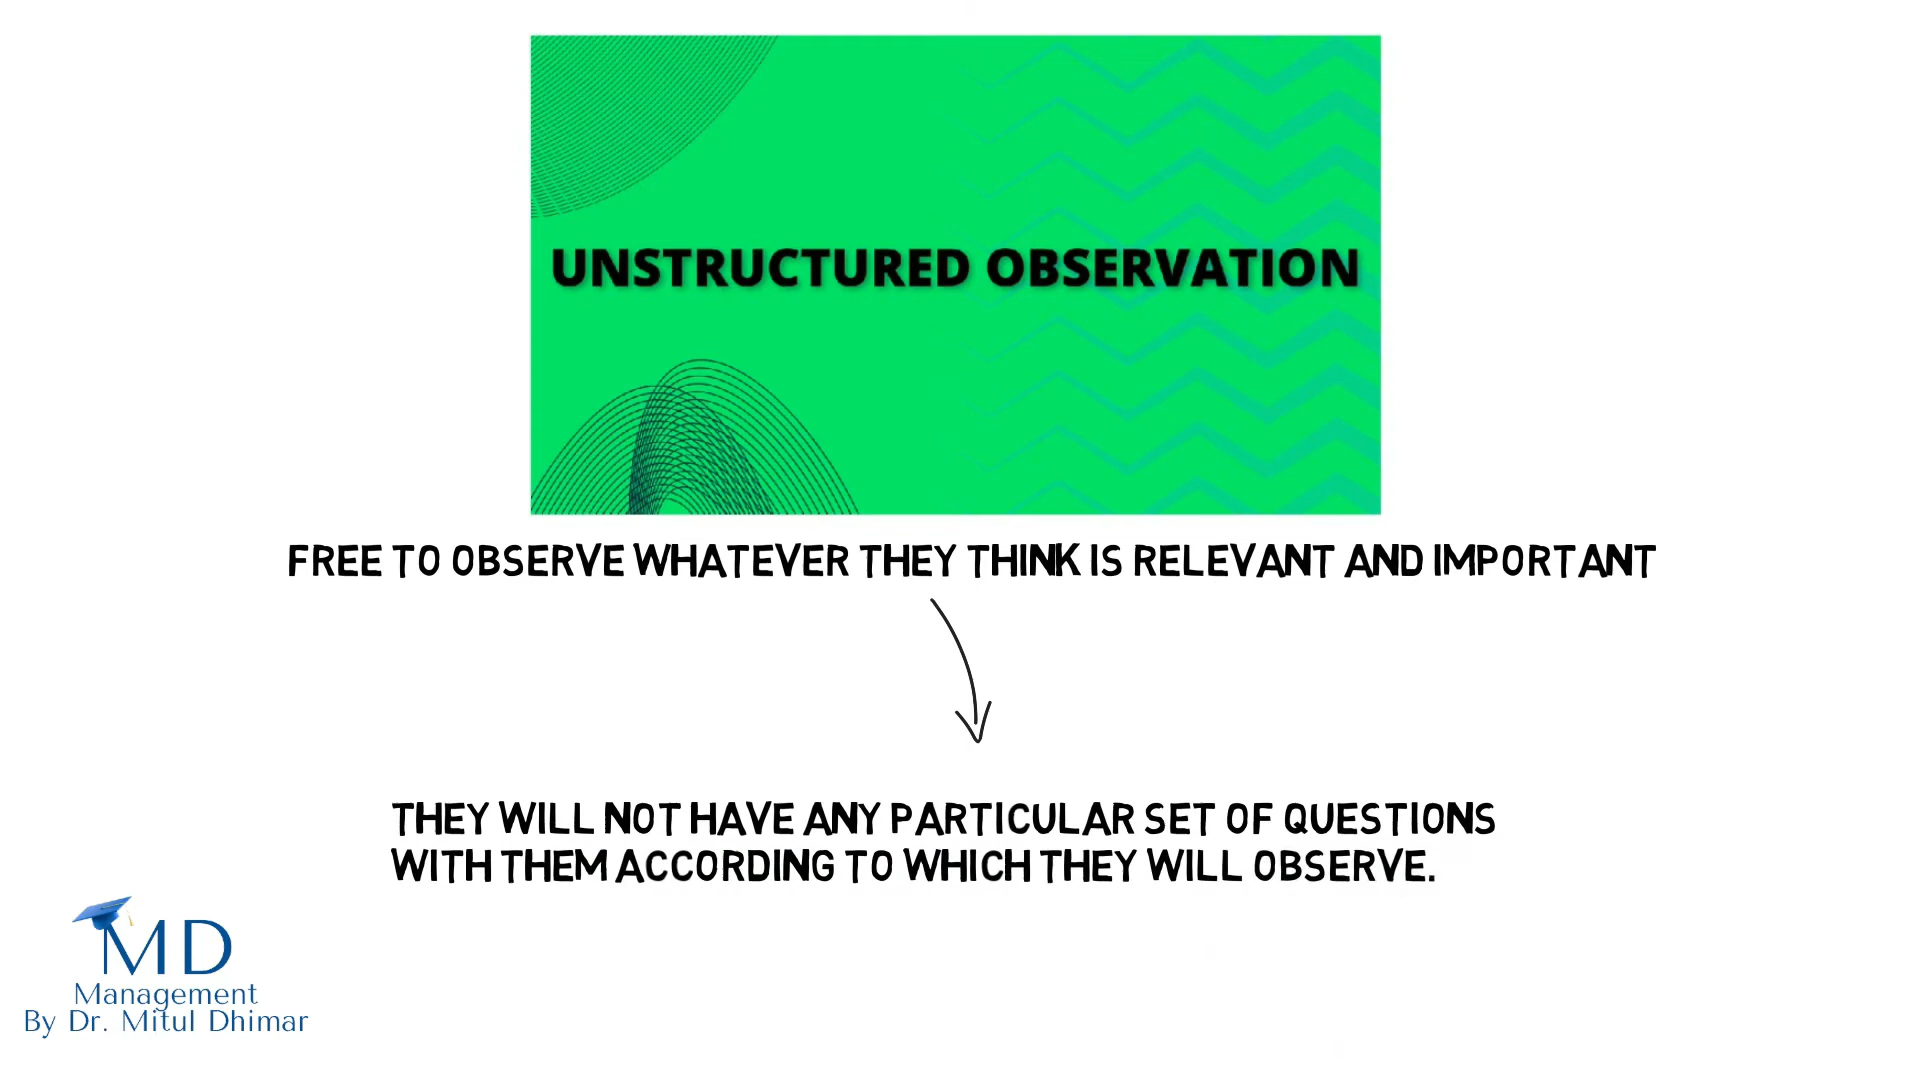 UNSTRUCTURED OBSERVATION
FREE TO OBSERVE WHATEVER THEY THINK IS RELEVANT AND IMPORTANT
THEY WILL NOT HAVE ANY PARTICULAR SET OF QUESTIONS
WITH THEM ACCORDING TO WHICH THEY WILL OBSERVE.
MD
Management
By Dr. Mitul Dhimar